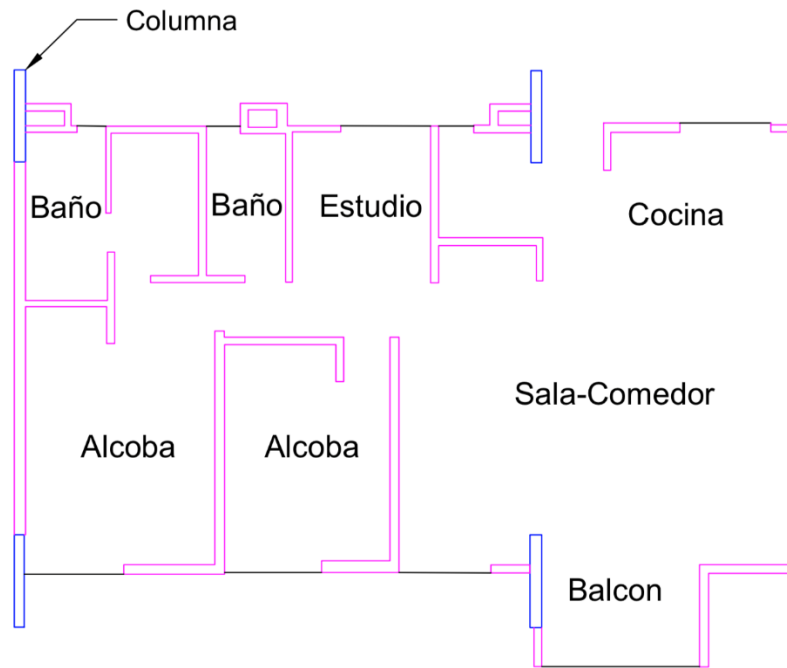 Columna
Baño
Baño
Estudio
Cocina
Sala-Comedor
Alcoba
Alcoba
Balcon